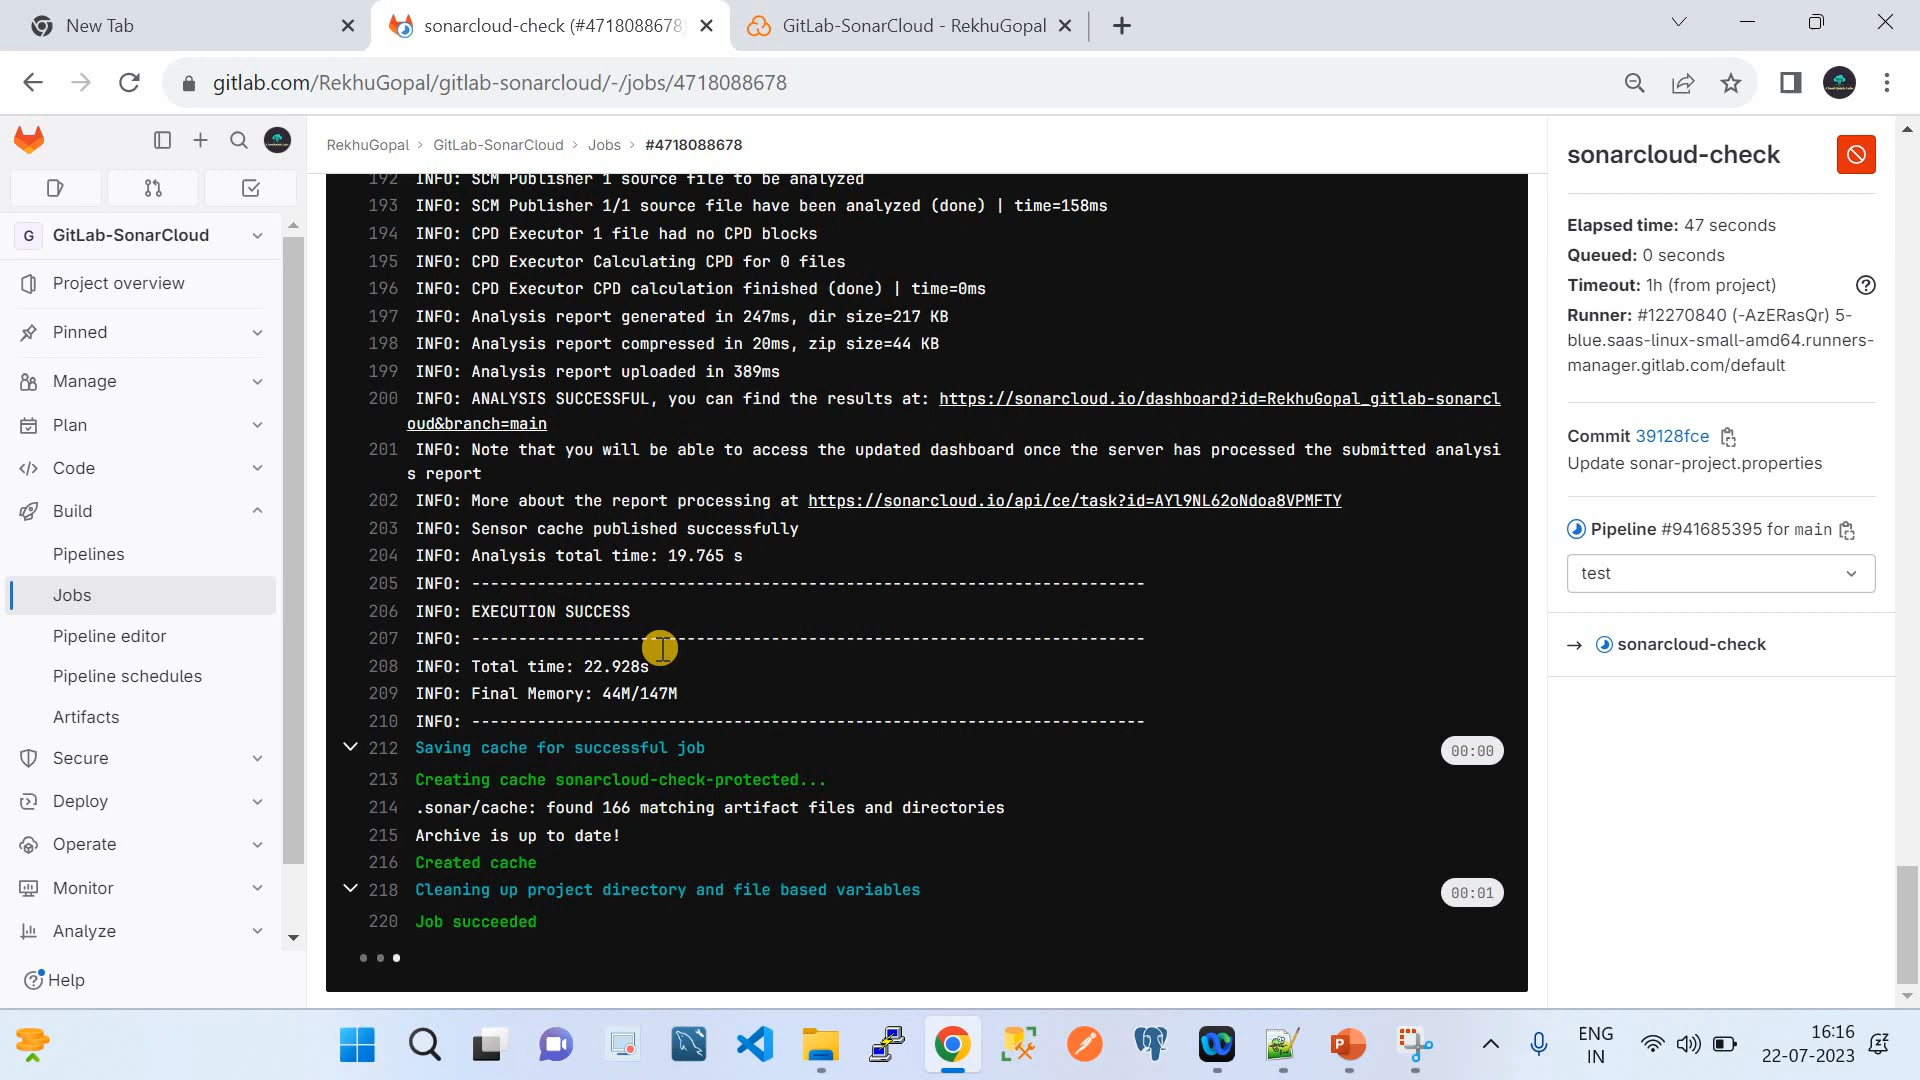 New Tab
sonarcloud-check (#4718088678)
GitLab-SonarCloud - RekhuGopal
gitlab.com/RekhuGopal/gitlab-sonarcloud/-/jobs/4718088678
RekhuGopal › GitLab-SonarCloud › Jobs › #4718088678
G GitLab-SonarCloud
Project overview
Pinned
Manage
Plan
Code
Build
Pipelines
Jobs
Pipeline editor
Pipeline schedules
Artifacts
Secure
Deploy
Operate
Monitor
Analyze
Help
192 INFO: SCM Publisher 1 source file to be analyzed
193 INFO: SCM Publisher 1/1 source file have been analyzed (done) | time=158ms
194 INFO: CPD Executor 1 file had no CPD blocks
195 INFO: CPD Executor Calculating CPD for 0 files
196 INFO: CPD Executor CPD calculation finished (done) | time=0ms
197 INFO: Analysis report generated in 247ms, dir size=217 KB
198 INFO: Analysis report compressed in 20ms, zip size=44 KB
199 INFO: Analysis report uploaded in 389ms
200 INFO: ANALYSIS SUCCESSFUL, you can find the results at: https://sonarcloud.io/dashboard?id=RekhuGopal_gitlab-sonarcl
oud&branch=main
201 INFO: Note that you will be able to access the updated dashboard once the server has processed the submitted analysi
s report
202 INFO: More about the report processing at https://sonarcloud.io/api/ce/task?id=AYl9NL62oNdoa8VPMFTY
203 INFO: Sensor cache published successfully
204 INFO: Analysis total time: 19.765 s
205 INFO: ------------------------------------------------------------------------
206 INFO: EXECUTION SUCCESS
207 INFO: ------------------------------------------------------------------------
208 INFO: Total time: 22.928s
209 INFO: Final Memory: 44M/147M
210 INFO: ------------------------------------------------------------------------
212 Saving cache for successful job 00:00
213 Creating cache sonarcloud-check-protected...
214 .sonar/cache: found 166 matching artifact files and directories
215 Archive is up to date!
216 Created cache
218 Cleaning up project directory and file based variables 00:01
220 Job succeeded
sonarcloud-check
Elapsed time: 47 seconds
Queued: 0 seconds
Timeout: 1h (from project)
Runner: #12270840 (-AzERasQr) 5-
blue.saas-linux-small-amd64.runners-
manager.gitlab.com/default
Commit 39128fce
Update sonar-project.properties
Pipeline #941685395 for main
test
→ sonarcloud-check
ENG
IN
16:16
22-07-2023